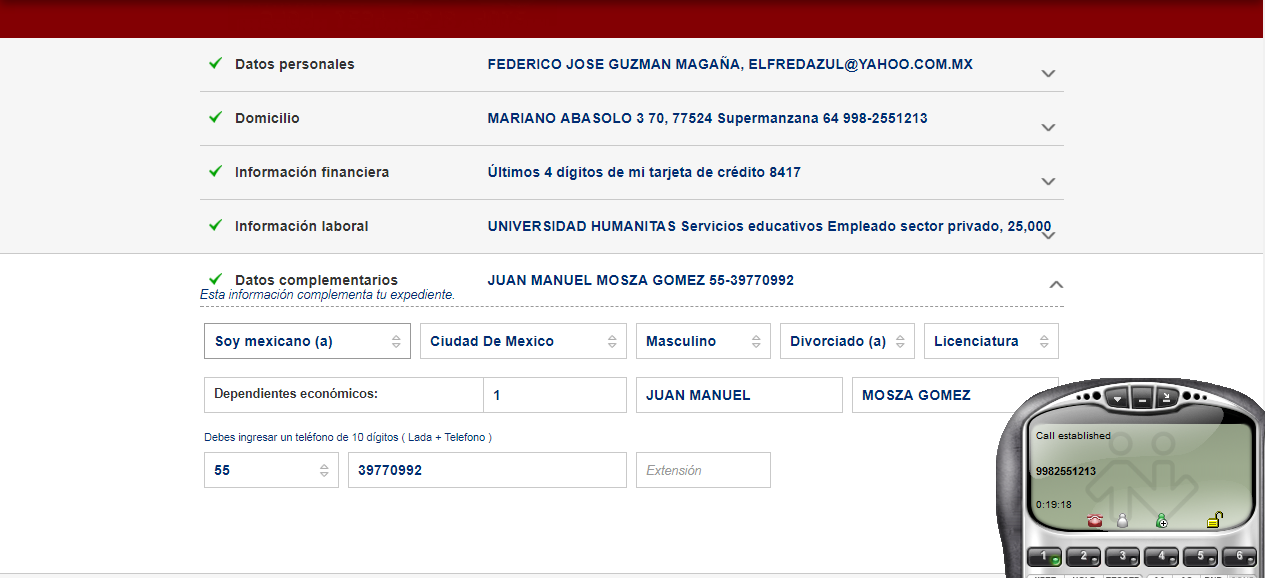 Datos personales FEDERICO JOSE GUZMAN MAGAÑA, ELFREDAZUL@YAHOO.COM.MX
Domicilio MARIANO ABASOLO 3 70, 77524 Supermanzana 64 998-2551213
Información financiera Últimos 4 dígitos de mi tarjeta de crédito 8417
Información laboral UNIVERSIDAD HUMANITAS Servicios educativos Empleado sector privado, 25,000
Datos complementarios JUAN MANUEL MOSZA GOMEZ 55-39770992
Esta información complementa tu expediente.
Soy mexicano (a) Ciudad De Mexico Masculino Divorciado (a) Licenciatura
Dependientes económicos: 1 JUAN MANUEL MOSZA GOMEZ
Debes ingresar un teléfono de 10 dígitos ( Lada + Telefono )
55 39770992 Extensión
Call established
9982551213
0:19:18
1 2 3 4 5 6